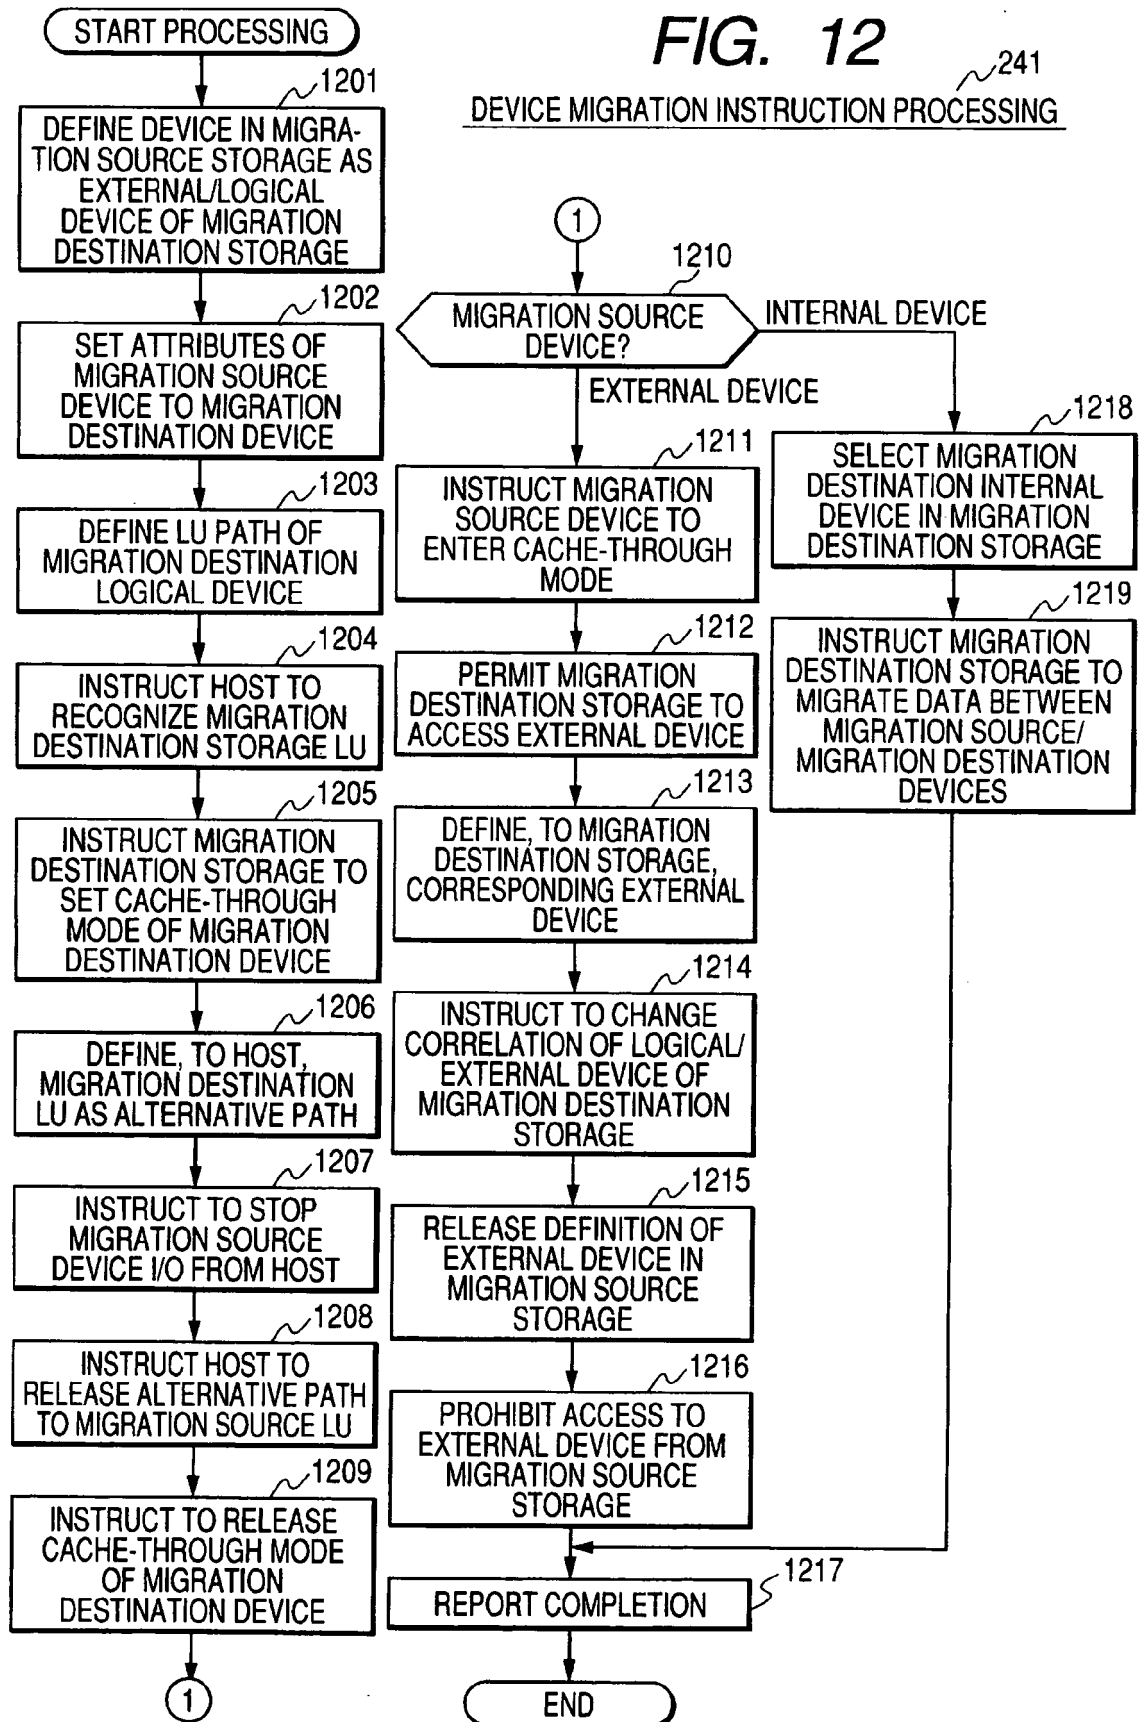 FIG. 12
241
DEVICE MIGRATION INSTRUCTION PROCESSING
START PROCESSING
1201
DEFINE DEVICE IN MIGRA-
TION SOURCE STORAGE AS
EXTERNAL/LOGICAL
DEVICE OF MIGRATION
DESTINATION STORAGE
1202
SET ATTRIBUTES OF
MIGRATION SOURCE
DEVICE TO MIGRATION
DESTINATION DEVICE
1203
DEFINE LU PATH OF
MIGRATION DESTINATION
LOGICAL DEVICE
1204
INSTRUCT HOST TO
RECOGNIZE MIGRATION
DESTINATION STORAGE LU
1205
INSTRUCT MIGRATION
DESTINATION STORAGE TO
SET CACHE-THROUGH
MODE OF MIGRATION
DESTINATION DEVICE
1206
DEFINE, TO HOST,
MIGRATION DESTINATION
LU AS ALTERNATIVE PATH
1207
INSTRUCT TO STOP
MIGRATION SOURCE
DEVICE I/O FROM HOST
1208
INSTRUCT HOST TO
RELEASE ALTERNATIVE PATH
TO MIGRATION SOURCE LU
1209
INSTRUCT TO RELEASE
CACHE-THROUGH MODE
OF MIGRATION
DESTINATION DEVICE
1
1
1210
MIGRATION SOURCE
DEVICE?
INTERNAL DEVICE
EXTERNAL DEVICE
1211
INSTRUCT MIGRATION
SOURCE DEVICE TO
ENTER CACHE-THROUGH
MODE
1212
PERMIT MIGRATION
DESTINATION STORAGE TO
ACCESS EXTERNAL DEVICE
1213
DEFINE, TO MIGRATION
DESTINATION STORAGE,
CORRESPONDING EXTERNAL
DEVICE
1214
INSTRUCT TO CHANGE
CORRELATION OF LOGICAL/
EXTERNAL DEVICE OF
MIGRATION DESTINATION
STORAGE
1215
RELEASE DEFINITION OF
EXTERNAL DEVICE IN
MIGRATION SOURCE
STORAGE
1216
PROHIBIT ACCESS TO
EXTERNAL DEVICE FROM
MIGRATION SOURCE
STORAGE
1217
REPORT COMPLETION
END
1218
SELECT MIGRATION
DESTINATION INTERNAL
DEVICE IN MIGRATION
DESTINATION STORAGE
1219
INSTRUCT MIGRATION
DESTINATION STORAGE TO
MIGRATE DATA BETWEEN
MIGRATION SOURCE/
MIGRATION DESTINATION
DEVICES